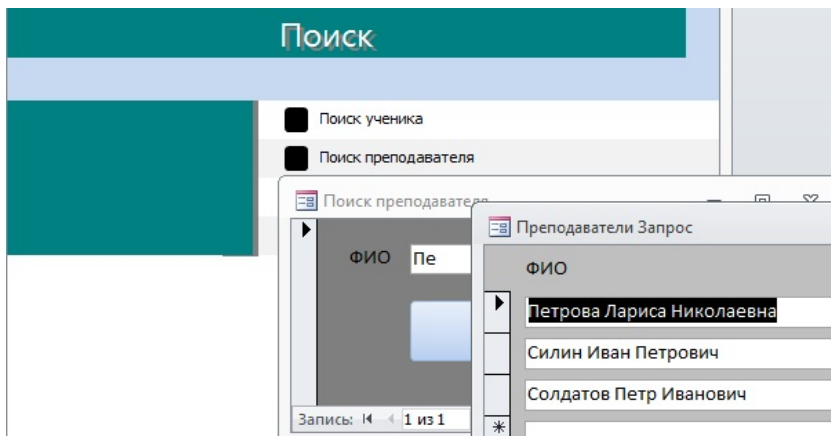 Поиск
Поиск ученика
Поиск преподавателя
Поиск преподавателя
Преподаватели Запрос
ФИО Пе
ФИО
Петрова Лариса Николаевна
Силин Иван Петрович
Солдатов Петр Иванович
Запись: 1 из 1